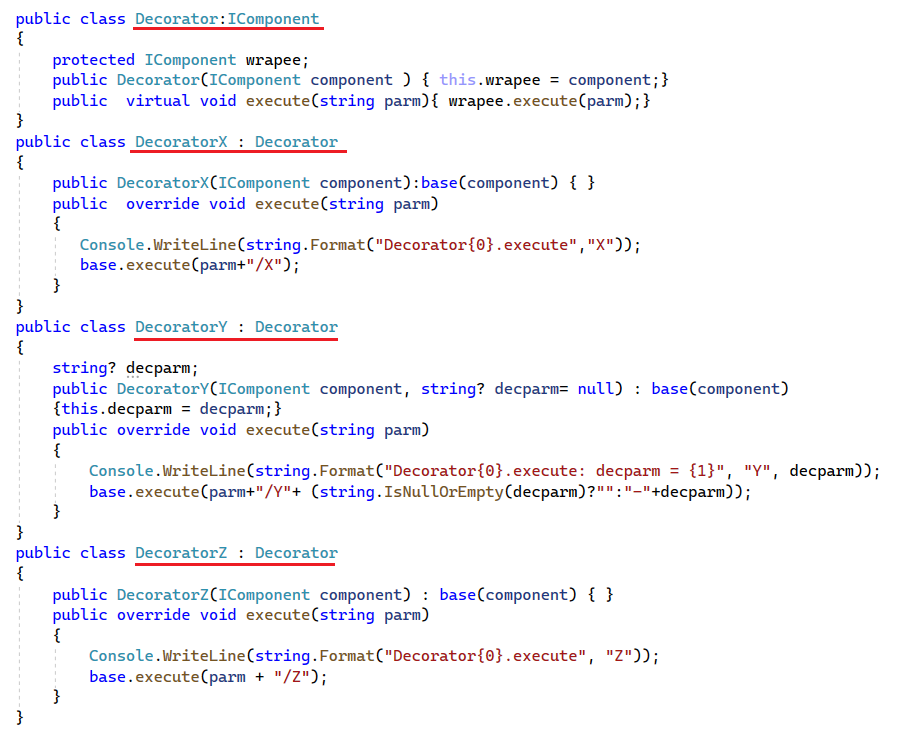 public class Decorator:IComponent
{
    protected IComponent wrapee;
    public Decorator(IComponent component ) { this.wrapee = component;}
    public  virtual void execute(string parm){ wrapee.execute(parm);}
}
public class DecoratorX : Decorator
{
    public DecoratorX(IComponent component):base(component) { }
    public  override void execute(string parm)
    {
       Console.WriteLine(string.Format("Decorator{0}.execute","X"));
       base.execute(parm+"/X");
    }
}
public class DecoratorY : Decorator
{
    string? decparm;
    public DecoratorY(IComponent component, string? decparm= null) : base(component)
    {this.decparm = decparm;}
    public override void execute(string parm)
    {
        Console.WriteLine(string.Format("Decorator{0}.execute: decparm = {1}", "Y", decparm));
        base.execute(parm+"/Y"+ (string.IsNullOrEmpty(decparm)?"":"-"+decparm));
    }
}
public class DecoratorZ : Decorator
{
    public DecoratorZ(IComponent component) : base(component) { }
    public override void execute(string parm)
    {
        Console.WriteLine(string.Format("Decorator{0}.execute", "Z"));
        base.execute(parm + "/Z");
    }
}